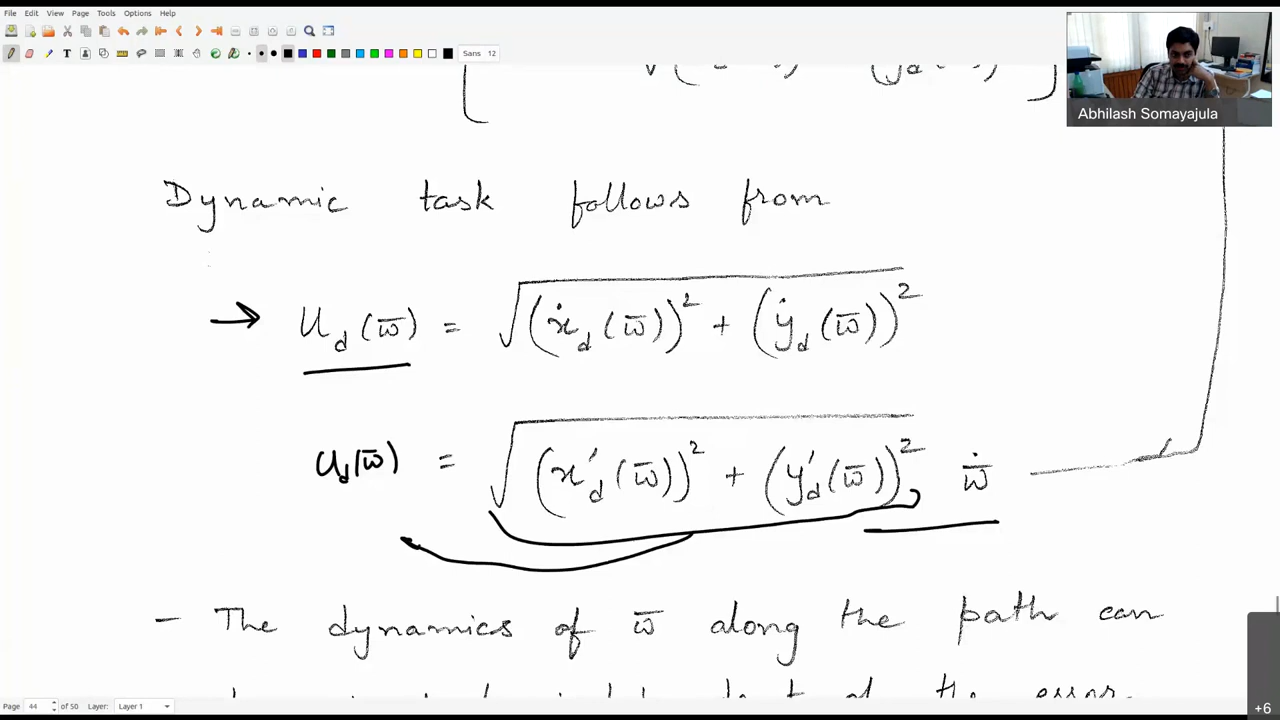 File Edit View Page Tools Options Help
Sans 12
Abhilash Somayajula
Dynamic task follows from
→ U_d(ϖ) = √((ẋ_d(ϖ))² + (ẏ_d(ϖ))²)
U_d(ϖ) = √((x'_d(ϖ))² + (y'_d(ϖ))²) ϖ̇
- The dynamics of ϖ along the path can
the error
Page 44 of 50 Layer: Layer 1
+6